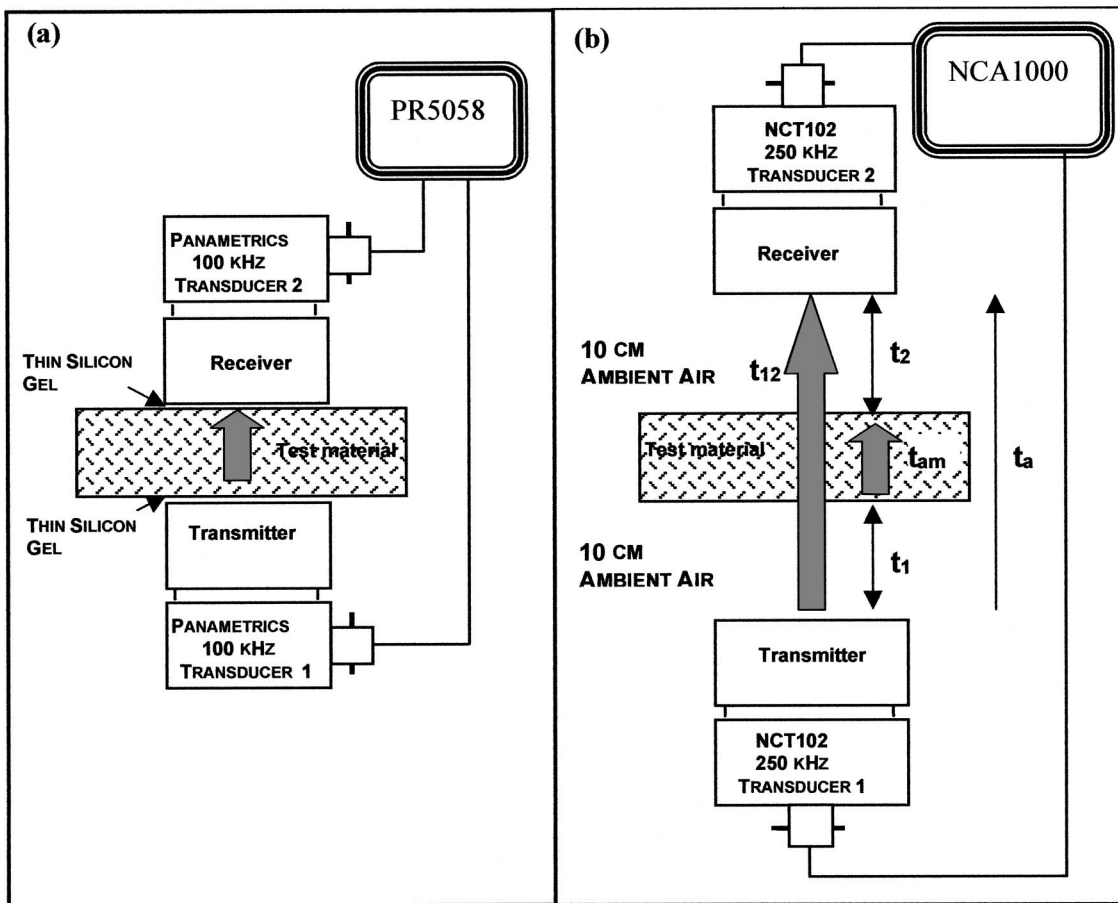 (a)
PR5058
PANAMETRICS
100 KHZ
TRANSDUCER 2
Receiver
THIN SILICON
GEL
Test material
THIN SILICON
GEL
Transmitter
PANAMETRICS
100 KHZ
TRANSDUCER 1
(b)
NCA1000
NCT102
250 KHZ
TRANSDUCER 2
Receiver
10 CM
AMBIENT AIR
t12
t2
Test material
tam
ta
10 CM
AMBIENT AIR
t1
Transmitter
NCT102
250 KHZ
TRANSDUCER 1